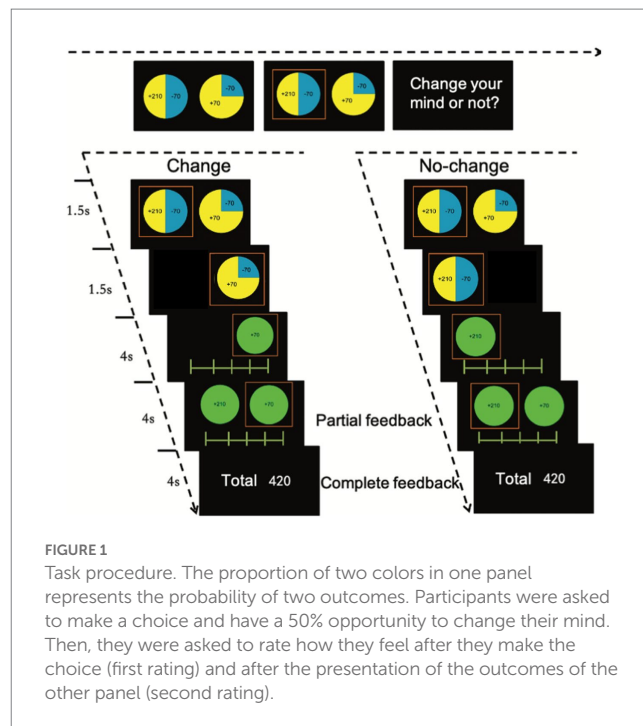 +210 -70 -70 +70
+210 -70 -70 +70
Change your
mind or not?
Change
No-change
1.5s
+210 -70 -70 +70
+210 -70 -70 +70
1.5s
-70 +70
+210 -70
4s
+70
+210
4s
+210 +70
Partial feedback
+210 +70
4s
Total 420
Complete feedback
Total 420
FIGURE 1
Task procedure. The proportion of two colors in one panel
represents the probability of two outcomes. Participants were asked
to make a choice and have a 50% opportunity to change their mind.
Then, they were asked to rate how they feel after they make the
choice (first rating) and after the presentation of the outcomes of the
other panel (second rating).